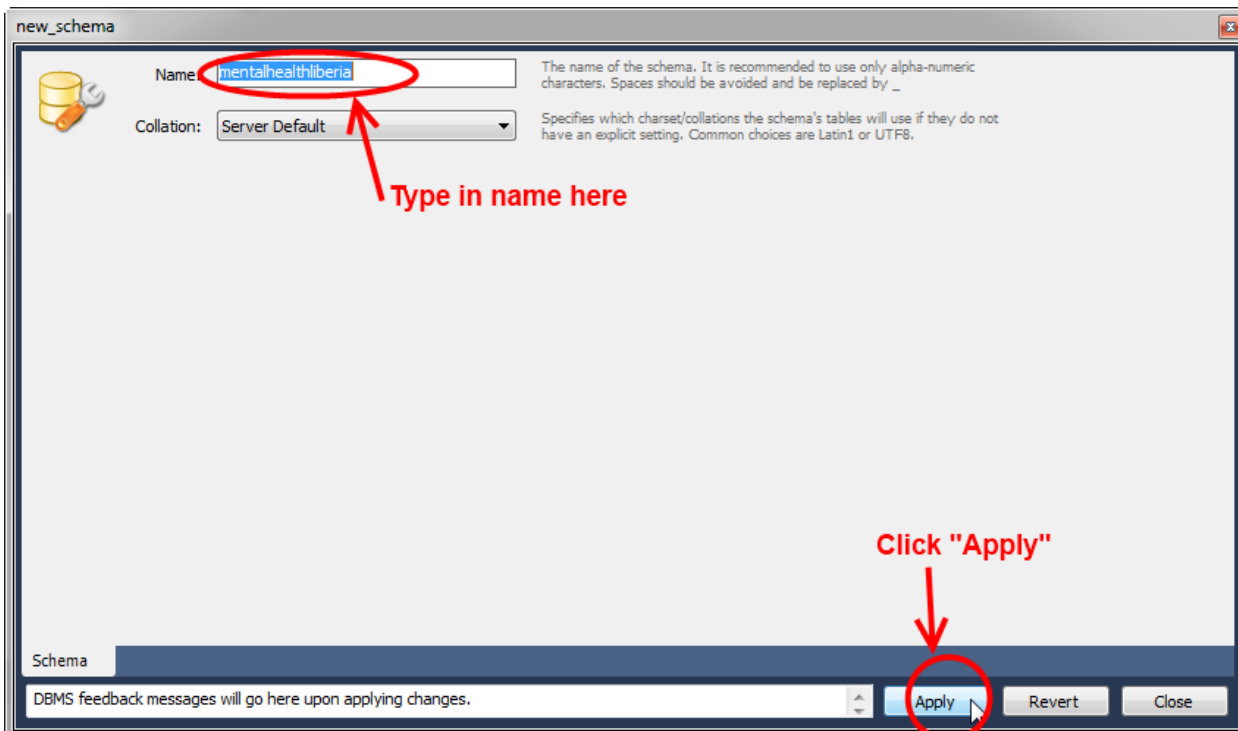 new_schema
Name: mentalhealthliberia
The name of the schema. It is recommended to use only alpha-numeric
characters. Spaces should be avoided and be replaced by _
Collation: Server Default
Specifies which charset/collations the schema's tables will use if they do not
have an explicit setting. Common choices are Latin1 or UTF8.
Type in name here
Click "Apply"
Schema
DBMS feedback messages will go here upon applying changes.
Apply Revert Close